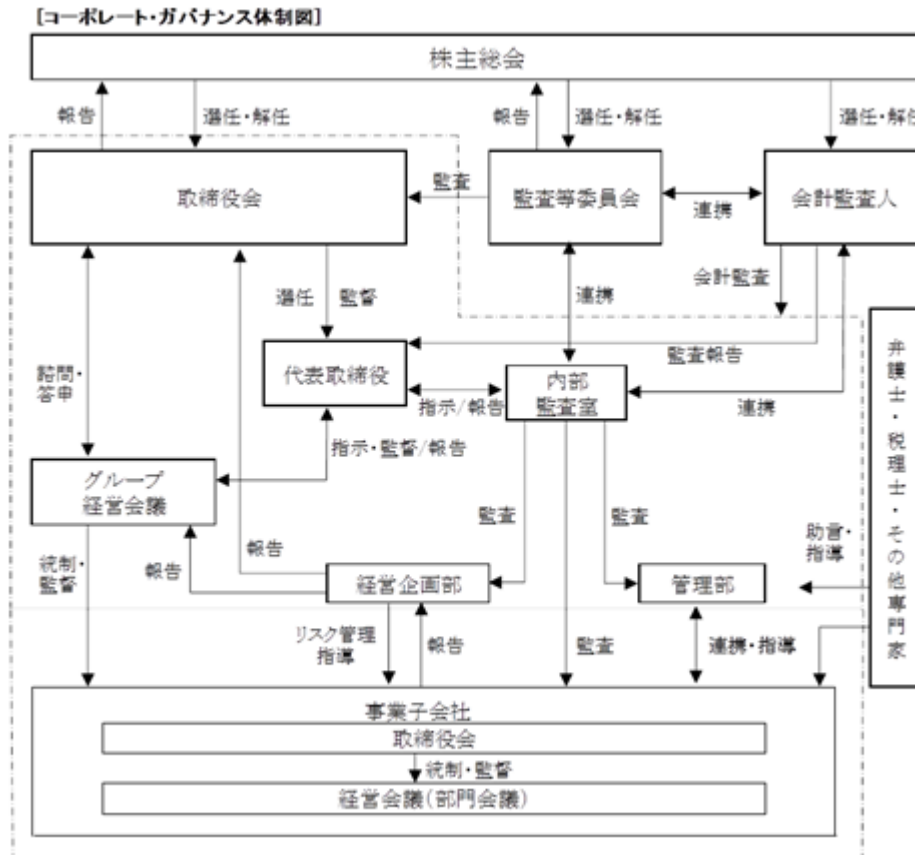 [コーポレート・ガバナンス体制図]
株主総会
報告
選任・解任
報告
選任・解任
選任・解任
取締役会
監査
監査等委員会
連携
会計監査人
選任
監督
連携
会計監査
諮問・
答申
代表取締役
監査報告
内部
監査室
指示/報告
連携
指示・監督/報告
グループ
経営会議
弁護士・税理士・その他専門家
統制・
監督
報告
報告
監査
監査
助言・
指導
経営企画部
管理部
リスク管理
指導
報告
監査
連携・指導
事業子会社
取締役会
統制・監督
経営会議(部門会議)